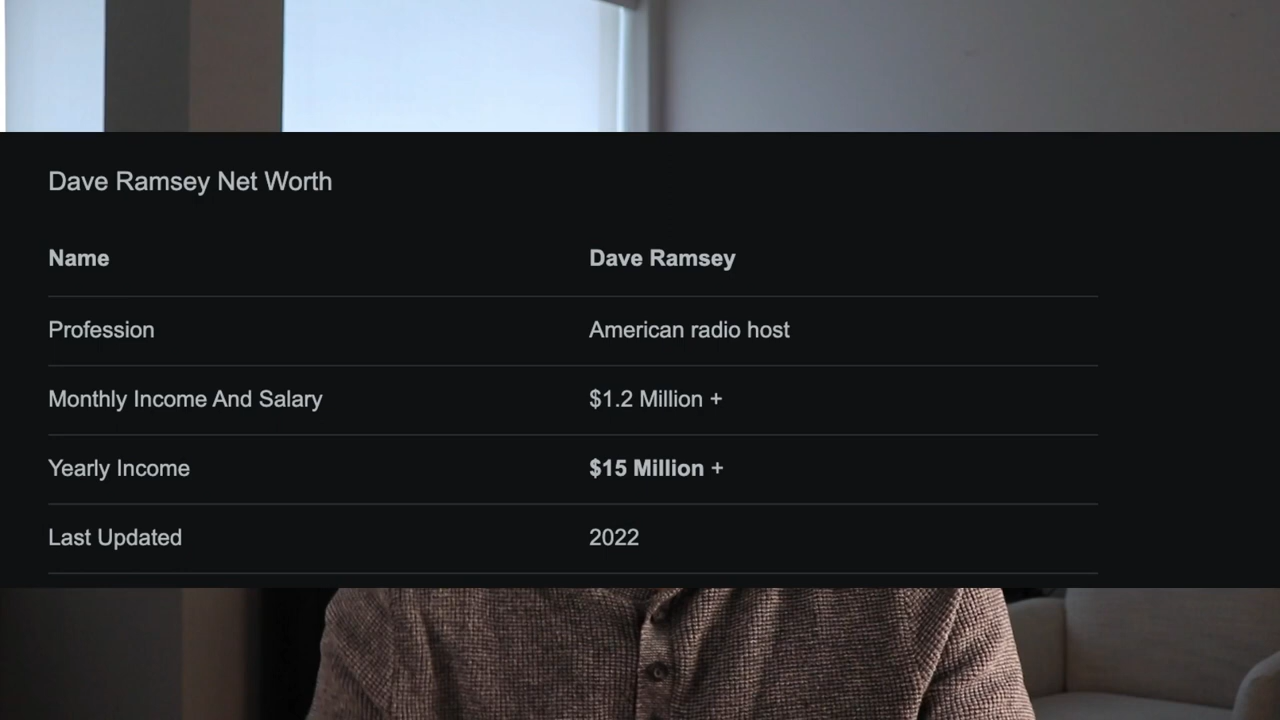 Dave Ramsey Net Worth
Name Dave Ramsey
Profession American radio host
Monthly Income And Salary $1.2 Million +
Yearly Income $15 Million +
Last Updated 2022